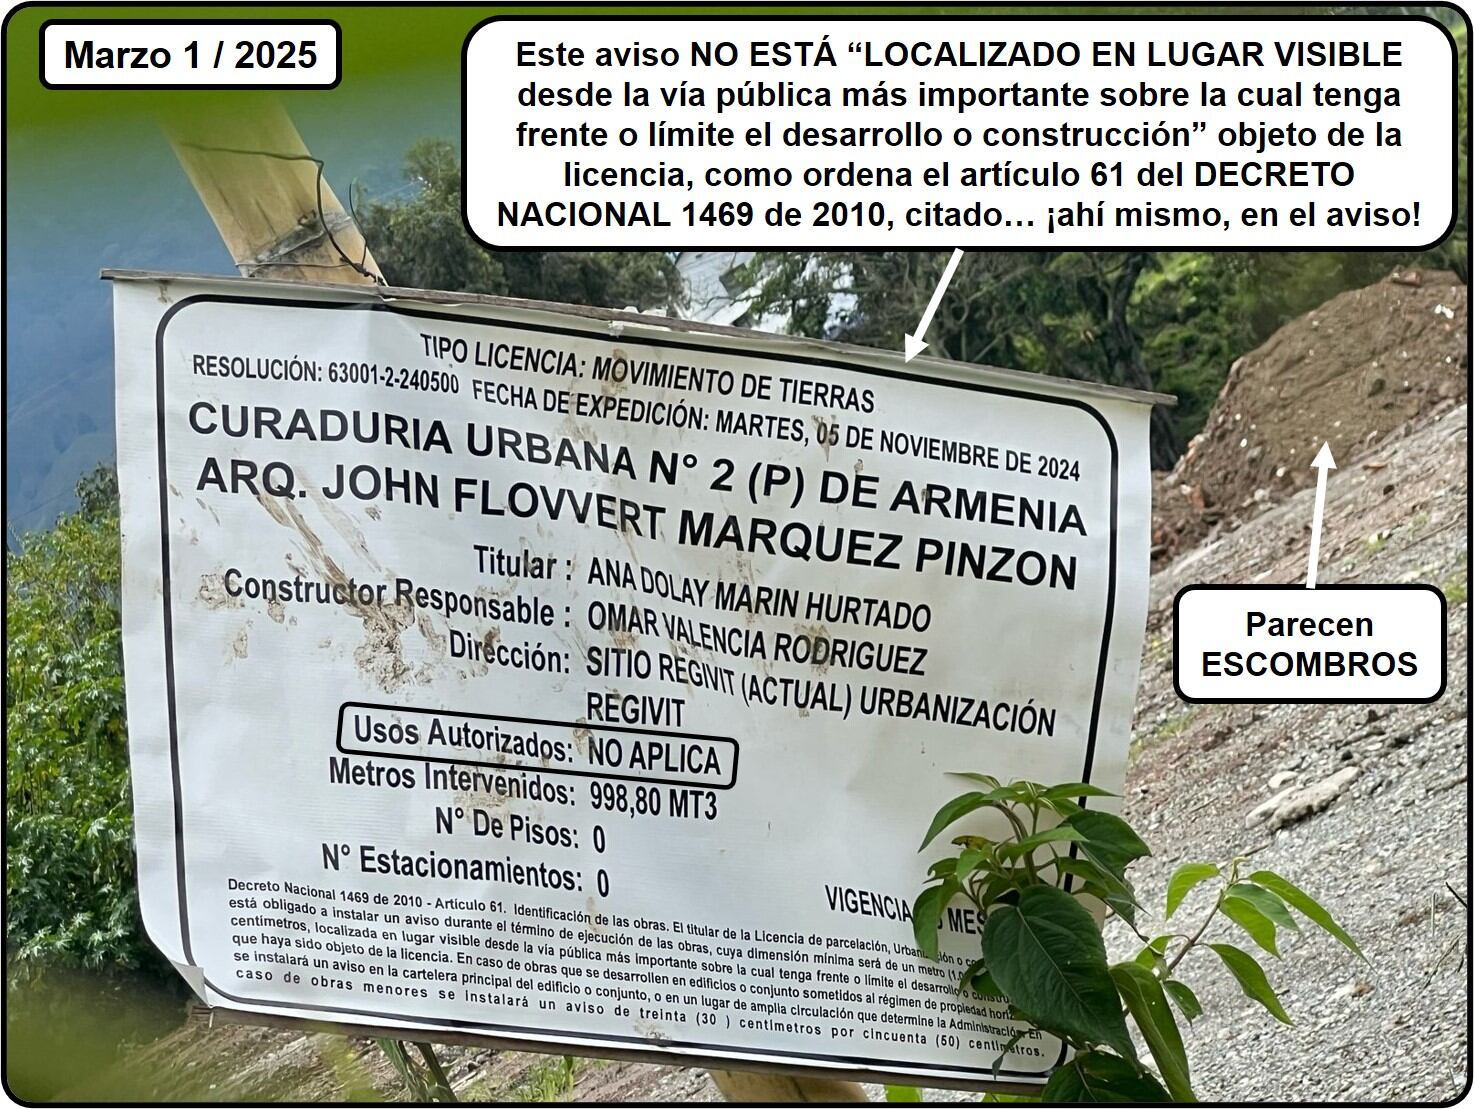 Marzo 1 / 2025
Este aviso NO ESTÁ “LOCALIZADO EN LUGAR VISIBLE
desde la vía pública más importante sobre la cual tenga
frente o límite el desarrollo o construcción” objeto de la
licencia, como ordena el artículo 61 del DECRETO
NACIONAL 1469 de 2010, citado... ¡ahí mismo, en el aviso!
TIPO LICENCIA: MOVIMIENTO DE TIERRAS
RESOLUCIÓN: 63001-2-240500 FECHA DE EXPEDICIÓN: MARTES, 05 DE NOVIEMBRE DE 2024
CURADURIA URBANA N° 2 (P) DE ARMENIA
ARQ. JOHN FLOVVERT MARQUEZ PINZON
Titular : ANA DOLAY MARIN HURTADO
Constructor Responsable : OMAR VALENCIA RODRIGUEZ
Dirección: SITIO REGIVIT (ACTUAL) URBANIZACIÓN
REGIVIT
Usos Autorizados: NO APLICA
Metros Intervenidos: 998,80 MT3
N° De Pisos: 0
N° Estacionamientos: 0
VIGENCIA
Decreto Nacional 1469 de 2010 - Artículo 61. Identificación de las obras. El titular de la Licencia de parcelación,
está obligado a instalar un aviso durante el término de ejecución de las obras, cuya dimensión mínima será de un metro
centímetros, localizada en lugar visible desde la vía pública más importante sobre la cual tenga frente o límite el desarrollo o
que haya sido objeto de la licencia. En caso de obras que se desarrollen en edificios o conjunto sometidos al régimen de propiedad
se instalará un aviso en la cartelera principal del edificio o conjunto, o en un lugar de amplia circulación que determine la Administración. En
caso de obras menores se instalará un aviso de treinta (30 ) centímetros por cincuenta (50) centímetros.
Parecen
ESCOMBROS